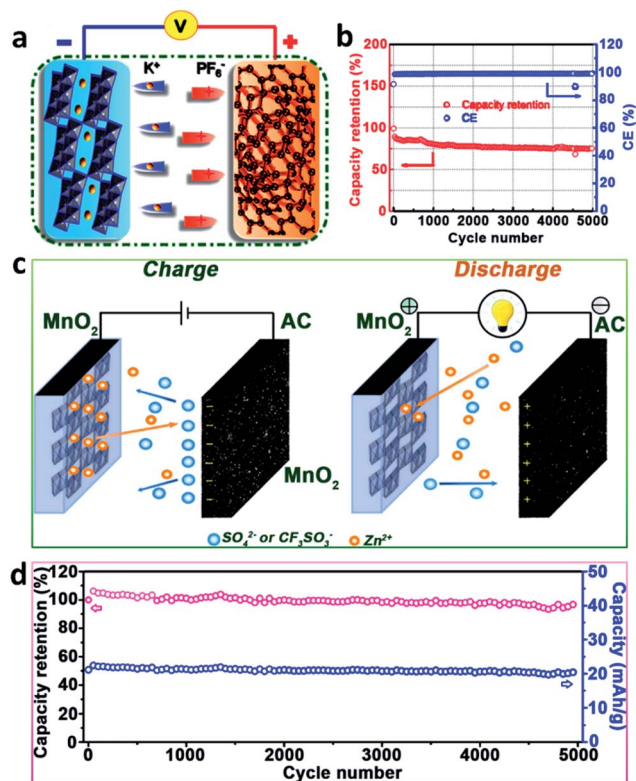 a
V
−
+
K⁺
PF₆⁻
b
Capacity retention (%)
200
150
100
50
0
Capacity retention
CE
0
1000
2000
3000
4000
5000
Cycle number
120
100
80
60
40
20
0
CE (%)
c
Charge
Discharge
MnO₂
AC
MnO₂
AC
MnO₂
SO₄²⁻ or CF₃SO₃⁻
Zn²⁺
d
Capacity retention (%)
120
100
80
60
40
20
0
0
1000
2000
3000
4000
5000
Cycle number
50
40
30
20
10
0
Capacity (mAh/g)